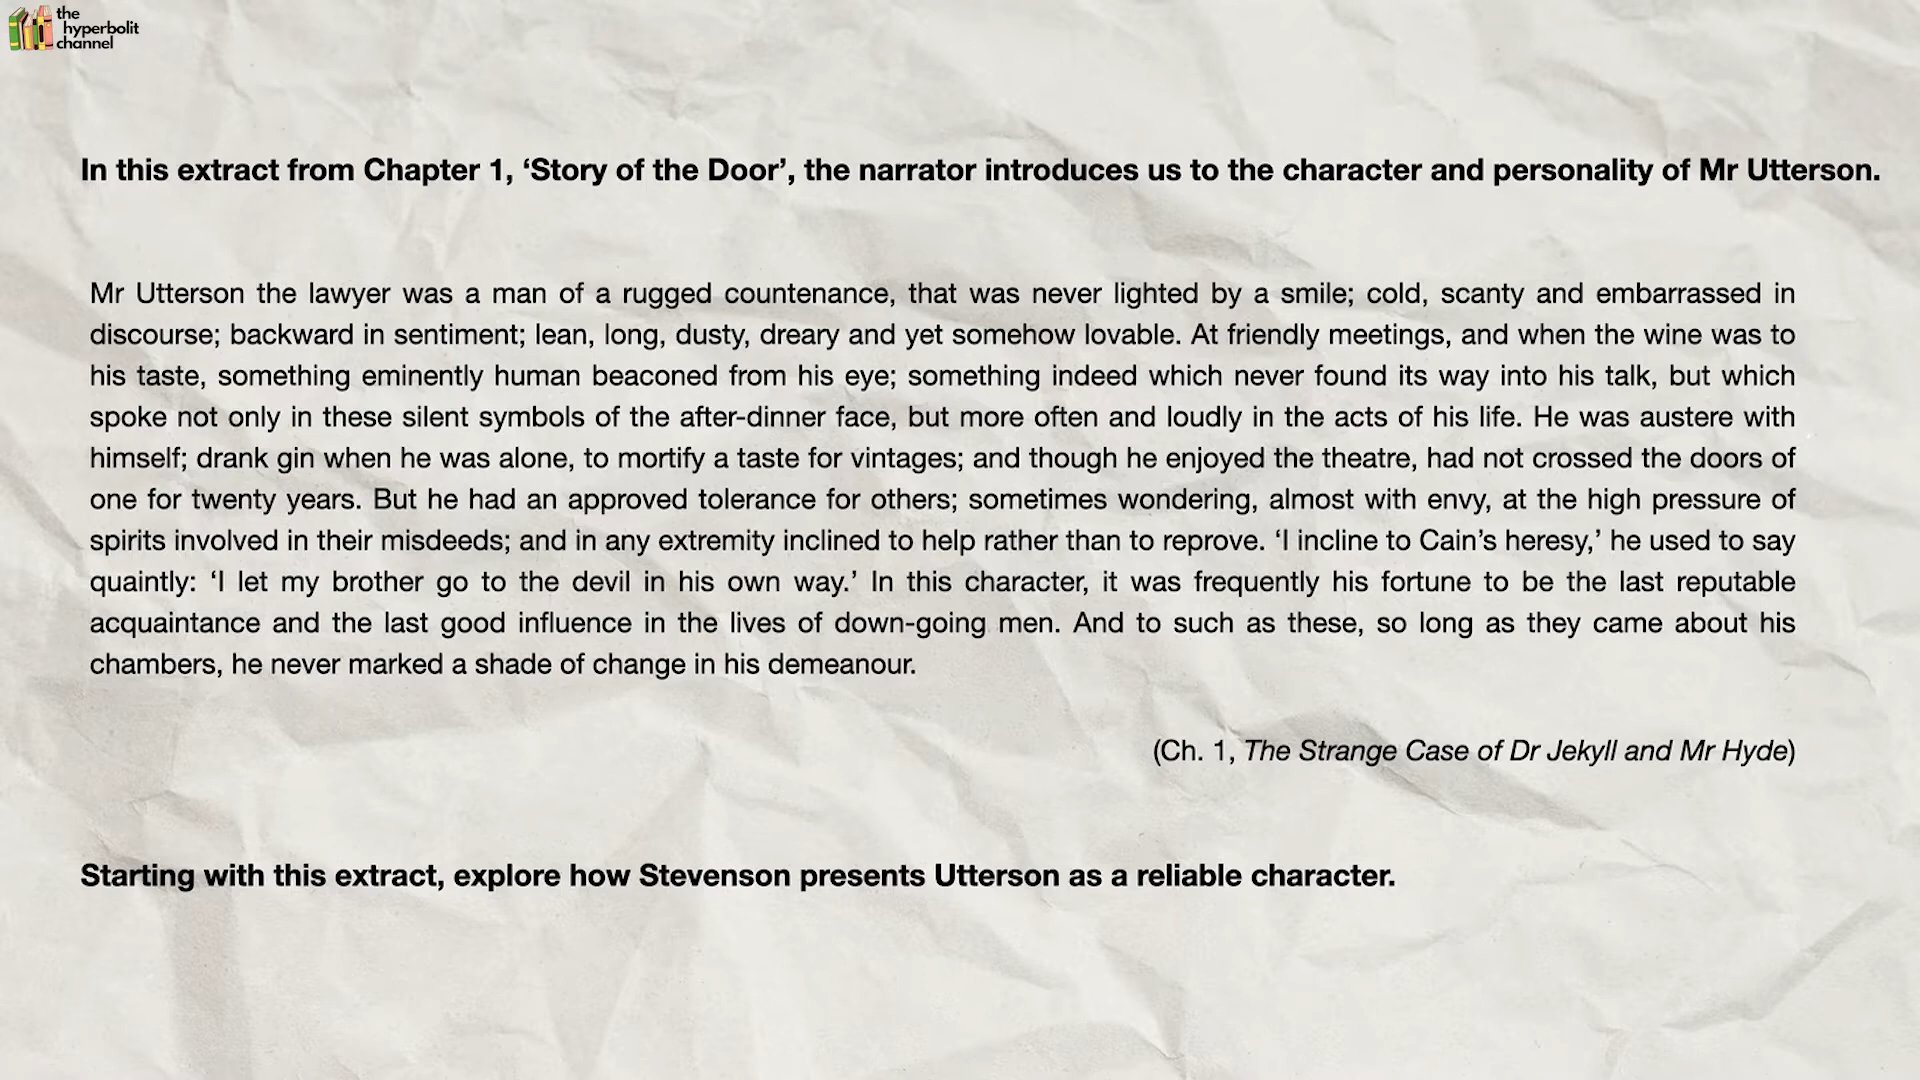 the
hyperbolit
channel
In this extract from Chapter 1, ‘Story of the Door’, the narrator introduces us to the character and personality of Mr Utterson.
Mr Utterson the lawyer was a man of a rugged countenance, that was never lighted by a smile; cold, scanty and embarrassed in
discourse; backward in sentiment; lean, long, dusty, dreary and yet somehow lovable. At friendly meetings, and when the wine was to
his taste, something eminently human beaconed from his eye; something indeed which never found its way into his talk, but which
spoke not only in these silent symbols of the after-dinner face, but more often and loudly in the acts of his life. He was austere with
himself; drank gin when he was alone, to mortify a taste for vintages; and though he enjoyed the theatre, had not crossed the doors of
one for twenty years. But he had an approved tolerance for others; sometimes wondering, almost with envy, at the high pressure of
spirits involved in their misdeeds; and in any extremity inclined to help rather than to reprove. ‘I incline to Cain’s heresy,’ he used to say
quaintly: ‘I let my brother go to the devil in his own way.’ In this character, it was frequently his fortune to be the last reputable
acquaintance and the last good influence in the lives of down-going men. And to such as these, so long as they came about his
chambers, he never marked a shade of change in his demeanour.
(Ch. 1, The Strange Case of Dr Jekyll and Mr Hyde)
Starting with this extract, explore how Stevenson presents Utterson as a reliable character.